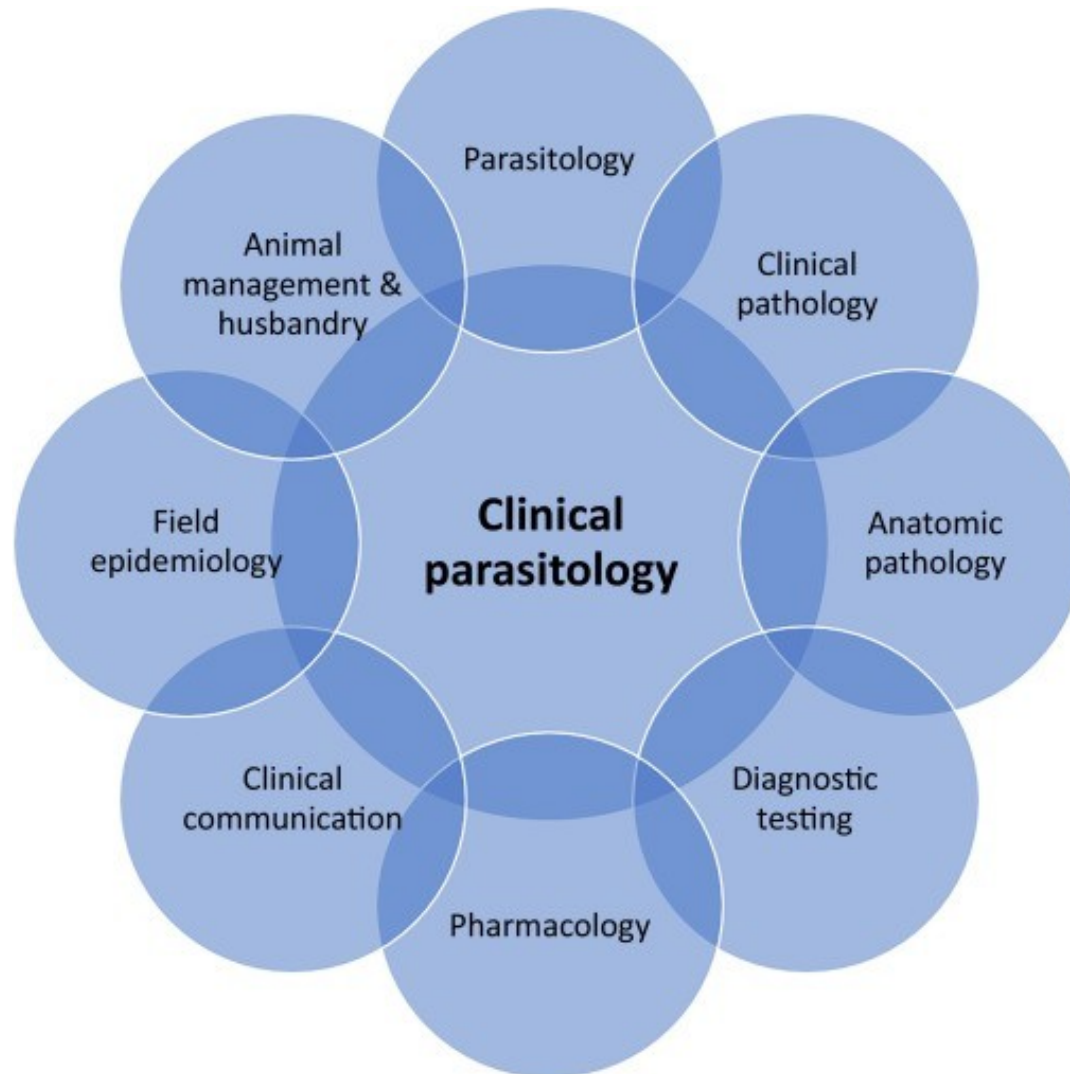 Parasitology
Clinical
pathology
Anatomic
pathology
Diagnostic
testing
Pharmacology
Clinical
communication
Field
epidemiology
Animal
management &
husbandry
Clinical
parasitology